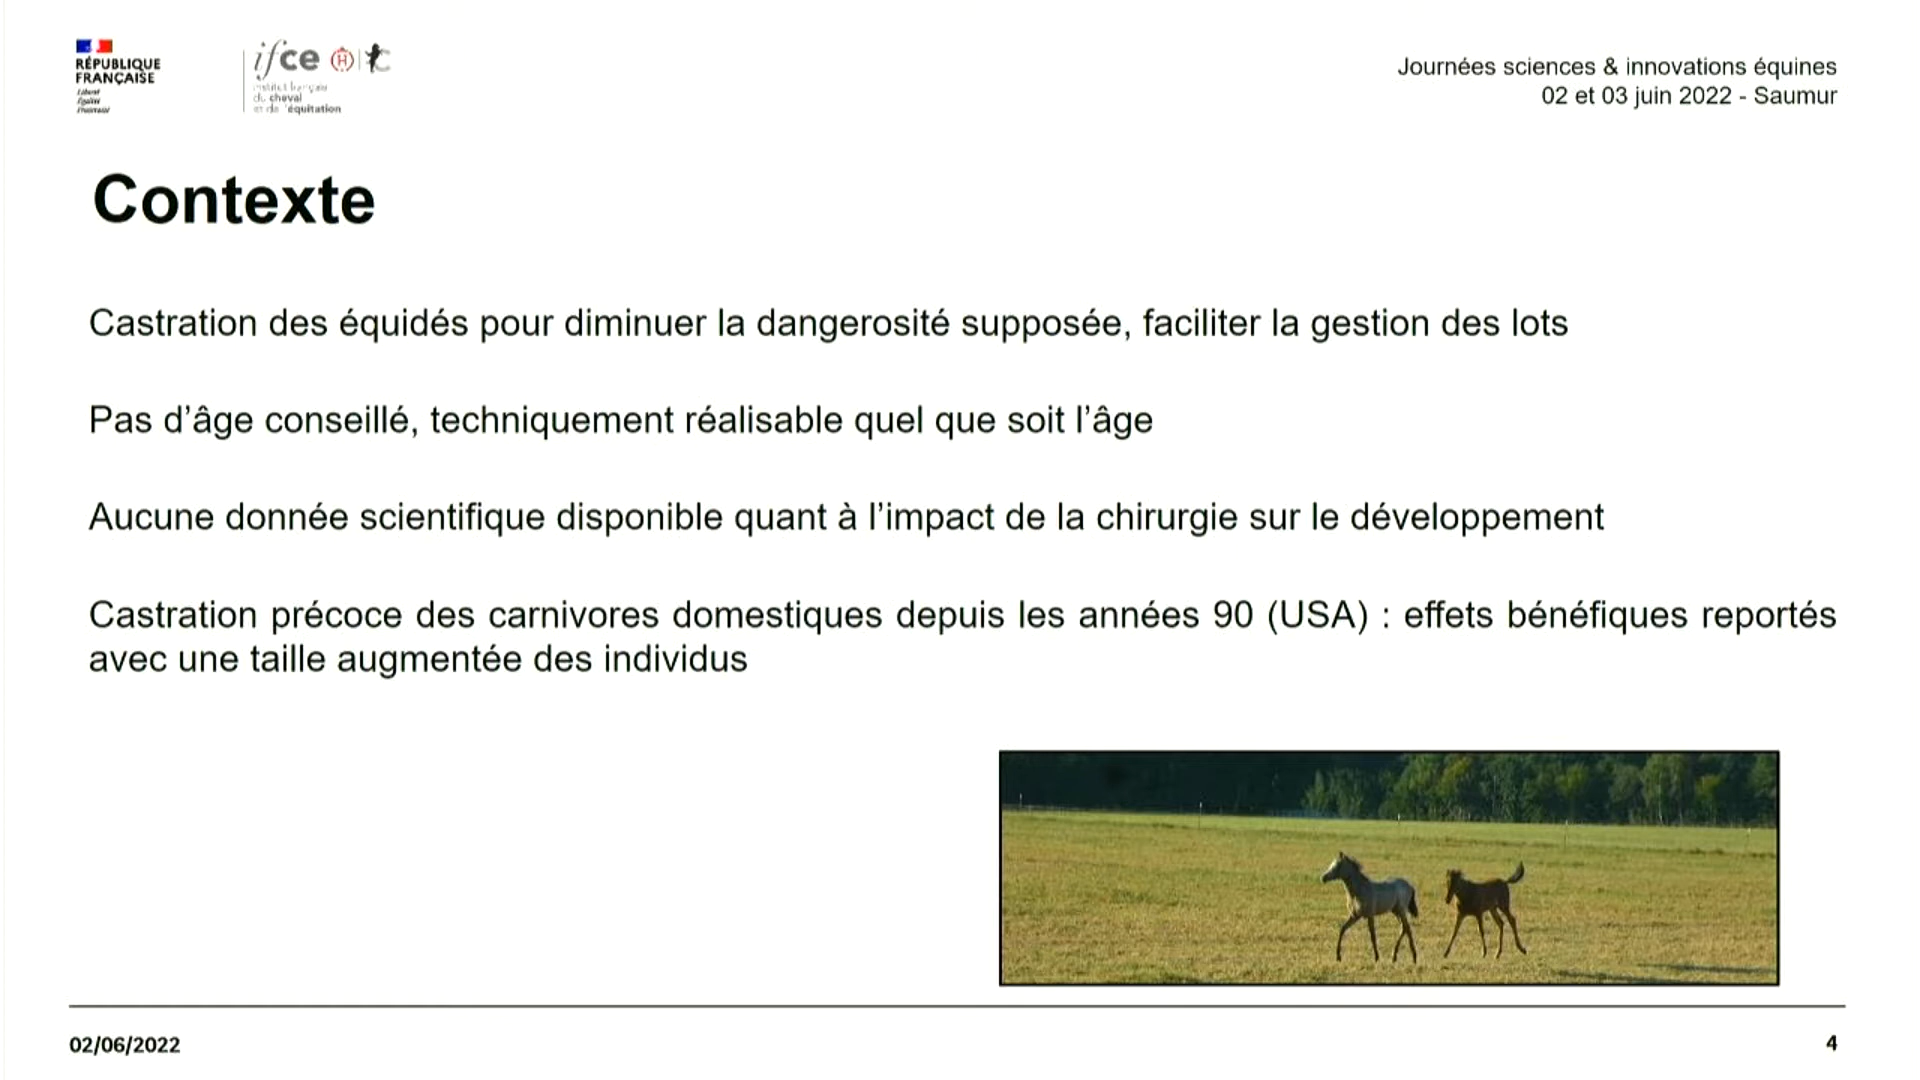 RÉPUBLIQUE
FRANÇAISE
Liberté
Égalité
Fraternité
ifce
institut français
du cheval
et de l'équitation
Journées sciences & innovations équines
02 et 03 juin 2022 - Saumur
Contexte
Castration des équidés pour diminuer la dangerosité supposée, faciliter la gestion des lots
Pas d’âge conseillé, techniquement réalisable quel que soit l’âge
Aucune donnée scientifique disponible quant à l’impact de la chirurgie sur le développement
Castration précoce des carnivores domestiques depuis les années 90 (USA) : effets bénéfiques reportés
avec une taille augmentée des individus
02/06/2022
4